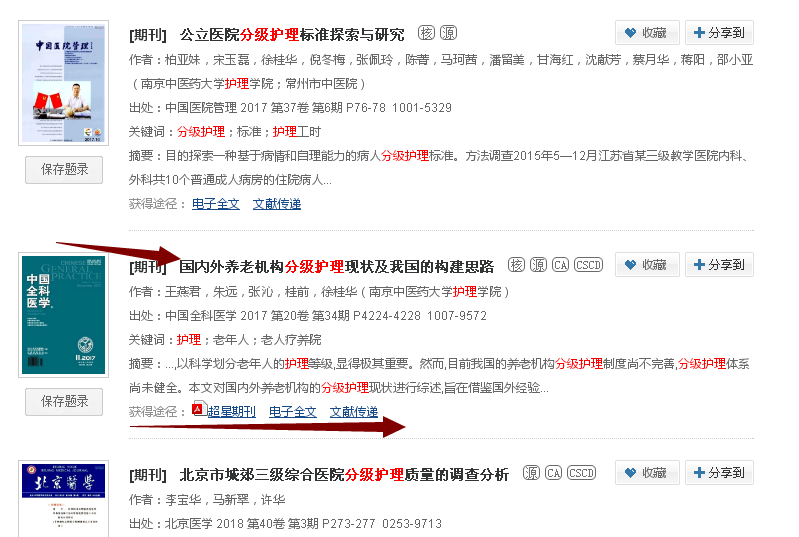 [期刊] 公立医院分级护理标准探索与研究 核 源 收藏 分享到
中国医院管理
作者：柏亚妹，宋玉磊，徐桂华，倪冬梅，张佩玲，陈蓉，马珂茜，潘留美，甘海红，沈献芳，蔡月华，蒋阳，邵小亚
（南京中医药大学护理学院；常州市中医院）
出处：中国医院管理 2017 第37卷 第6期 P76-78 1001-5329
关键词：分级护理；标准；护理工时
摘要：目的探索一种基于病情和自理能力的病人分级护理标准。方法调查2015年5—12月江苏省某三级教学医院内科、
外科共10个普通成人病房的住院病人...
保存题录
获得途径： 电子全文 文献传递
[期刊] 国内外养老机构分级护理现状及我国的构建思路 核 源 CA CSCD 收藏 分享到
CHINESE
GENERAL
PRACTICE
中国
全科
医学
11.2017
作者：王燕君，朱远，张沁，桂前，徐桂华（南京中医药大学护理学院）
出处：中国全科医学 2017 第20卷 第34期 P4224-4228 1007-9572
关键词：护理；老年人；老人疗养院
摘要：...,以科学划分老年人的护理等级,显得极其重要。然而,目前我国的养老机构分级护理制度尚不完善,分级护理体系
尚未健全。本文对国内外养老机构的分级护理现状进行综述,旨在借鉴国外经验...
保存题录
获得途径： 超星期刊 电子全文 文献传递
[期刊] 北京市城郊三级综合医院分级护理质量的调查分析 源 CA CSCD 收藏 分享到
BEIJING MEDICAL JOURNAL
北京醫學
作者：李宝华，马新翠，许华
出处：北京医学 2018 第40卷 第3期 P273-277 0253-9713